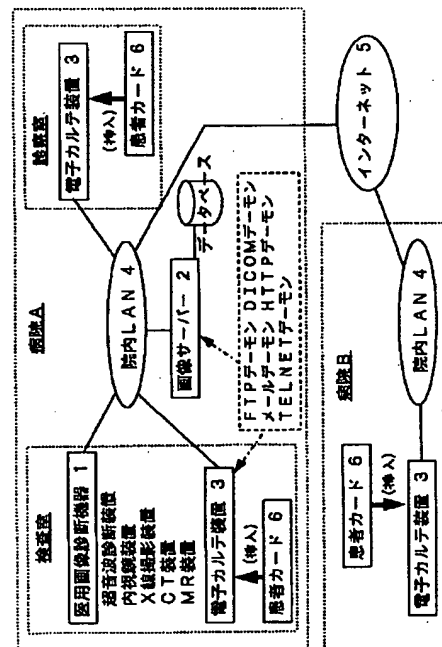 病院A
検査室
医用画像診断機器 1
超音波診断装置
内視鏡装置
X線撮影装置
CT装置
MR装置
電子カルテ装置 3
(挿入)
患者カード 6
院内LAN 4
画像サーバー 2
データベース
FTPデーモン DICOMデーモン
メールデーモン HTTPデーモン
TELNETデーモン
診察室
電子カルテ装置 3
(挿入)
患者カード 6
インターネット 5
病院B
患者カード 6
(挿入)
電子カルテ装置 3
院内LAN 4